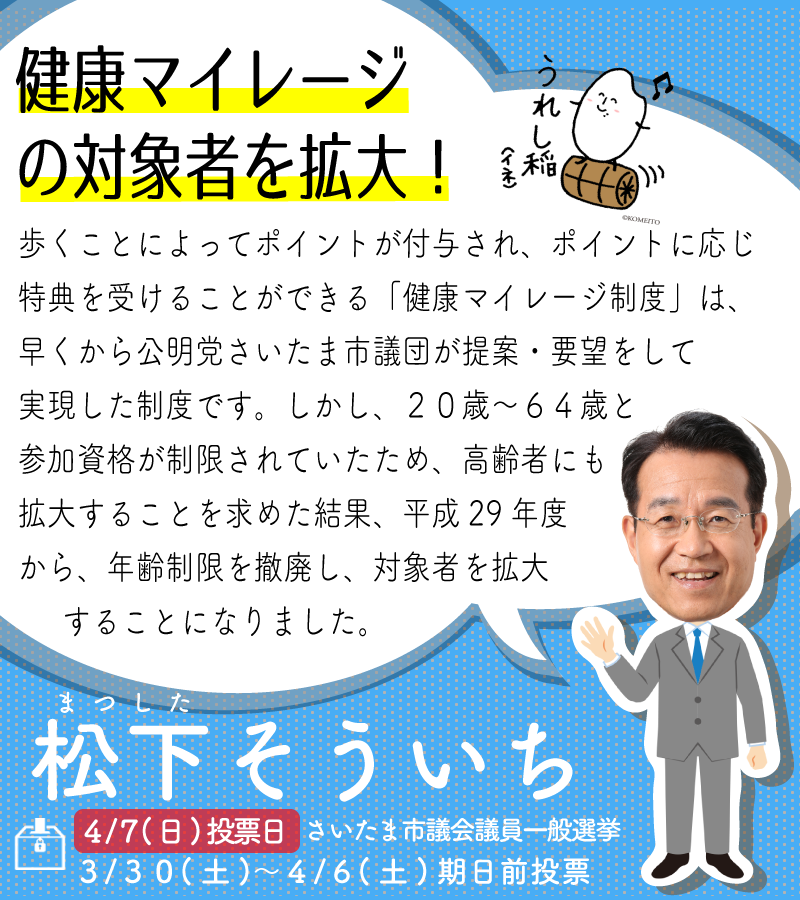 健康マイレージ
の対象者を拡大！
うれし稲
（イネ）
©KOMEITO
歩くことによってポイントが付与され、ポイントに応じ
特典を受けることができる「健康マイレージ制度」は、
早くから公明党さいたま市議団が提案・要望をして
実現した制度です。しかし、２０歳〜６４歳と
参加資格が制限されていたため、高齢者にも
拡大することを求めた結果、平成29年度
から、年齢制限を撤廃し、対象者を拡大
することになりました。
まつした
松下そういち
4/7(日)投票日 さいたま市議会議員一般選挙
３/３０(土)〜４/６(土)期日前投票